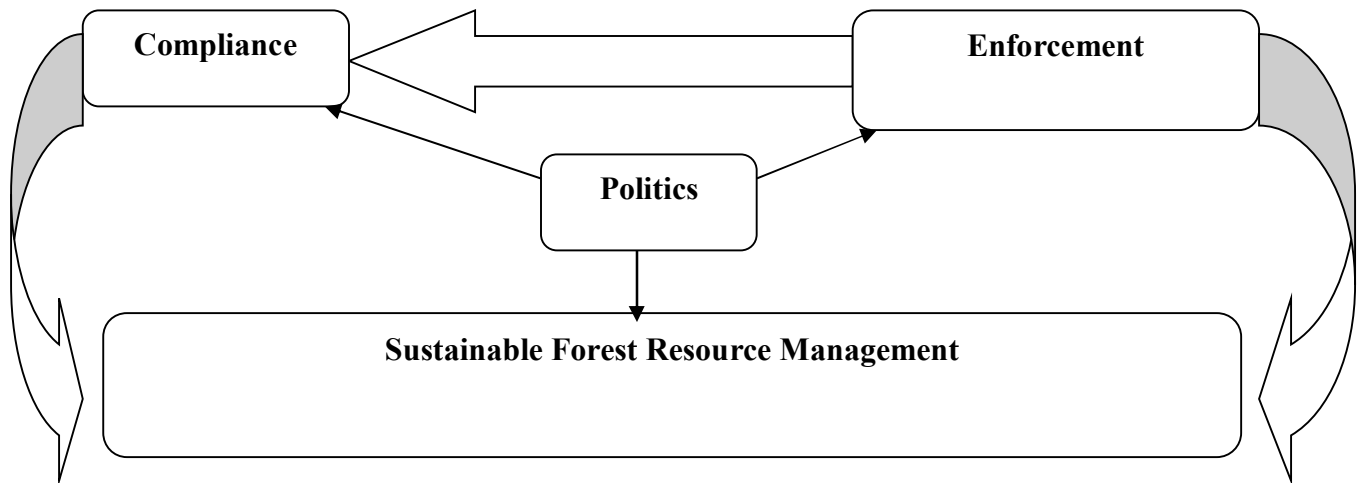 Compliance
Enforcement
Politics
Sustainable Forest Resource Management